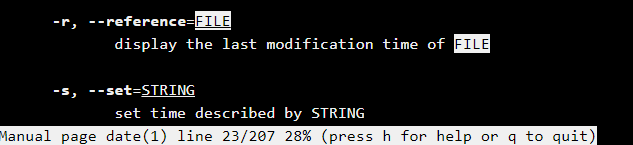 -r, --reference=FILE
display the last modification time of FILE
-s, --set=STRING
set time described by STRING
Manual page date(1) line 23/207 28% (press h for help or q to quit)